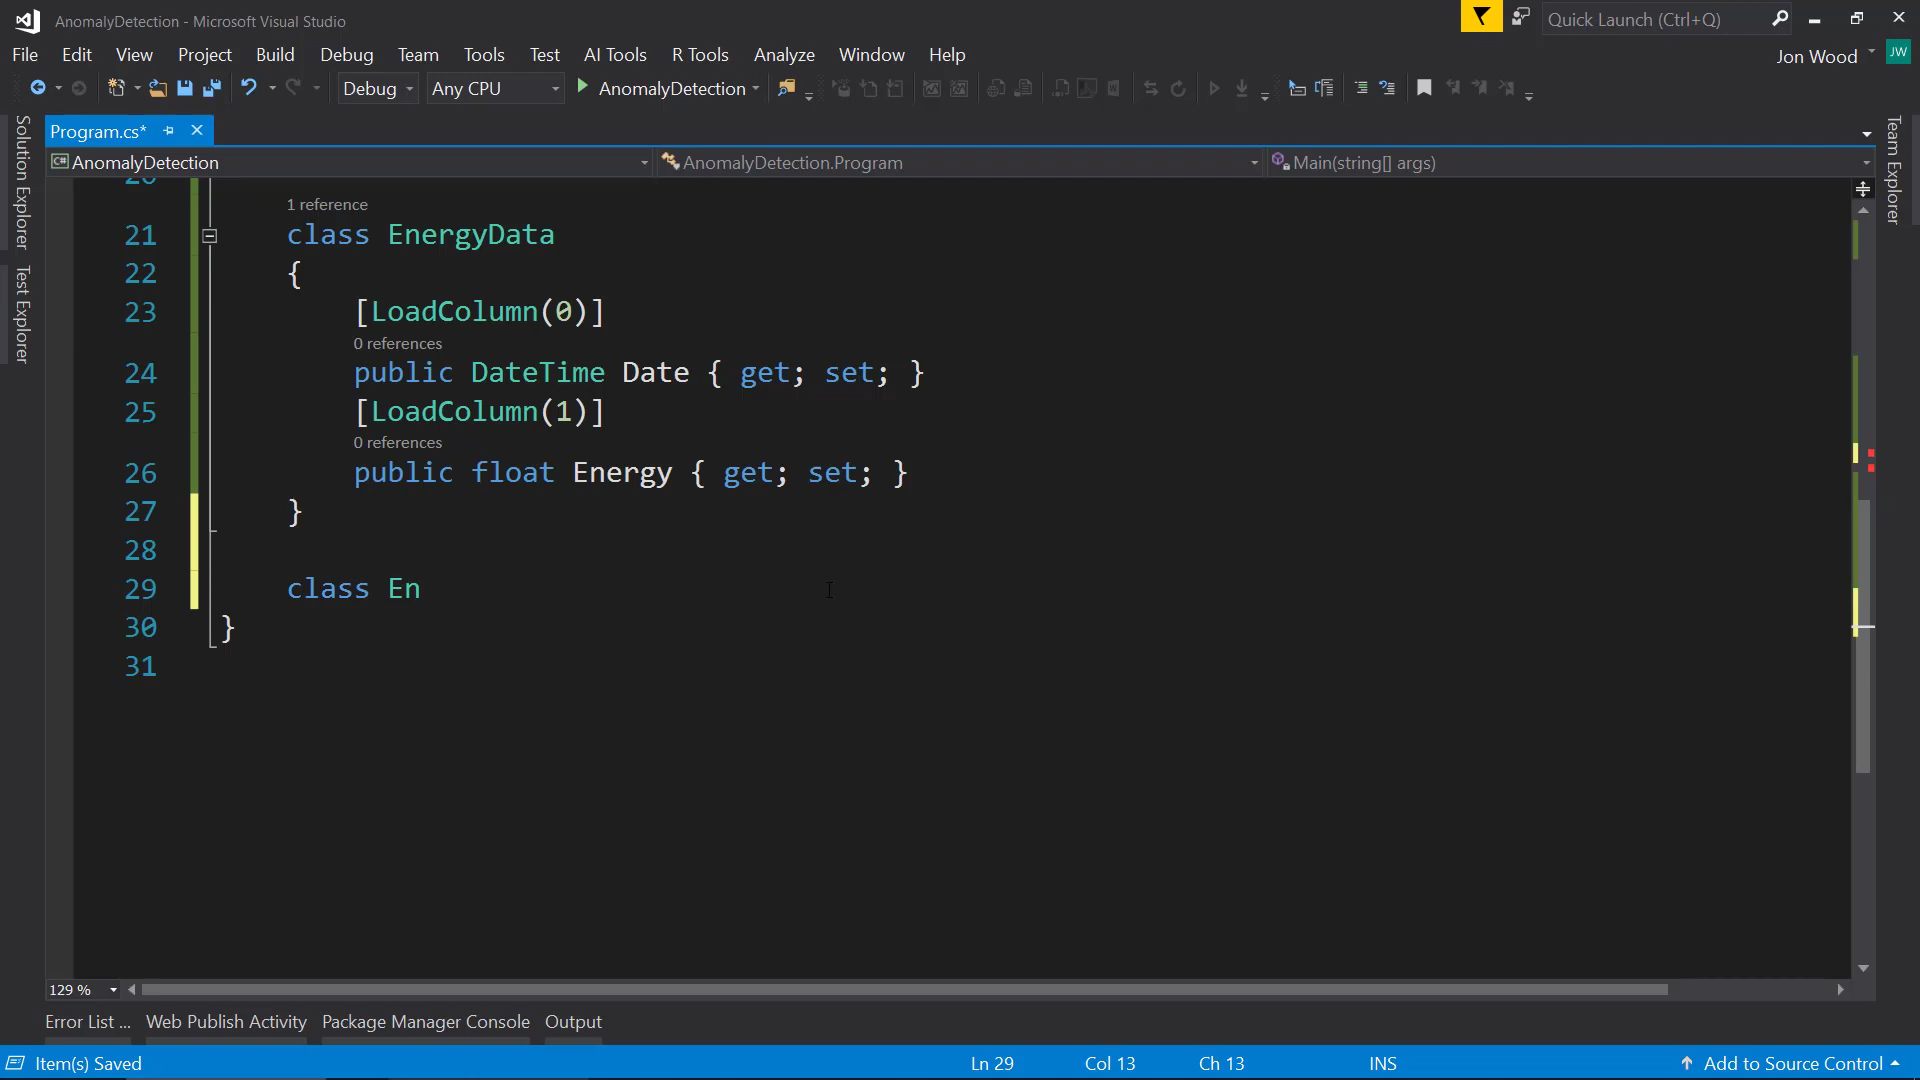 AnomalyDetection - Microsoft Visual Studio
Quick Launch (Ctrl+Q)
File Edit View Project Build Debug Team Tools Test AI Tools R Tools Analyze Window Help
Jon Wood JW
Debug Any CPU AnomalyDetection
Solution Explorer
Test Explorer
Team Explorer
Program.cs*
AnomalyDetection AnomalyDetection.Program Main(string[] args)
20
1 reference
21 class EnergyData
22 {
23 [LoadColumn(0)]
0 references
24 public DateTime Date { get; set; }
25 [LoadColumn(1)]
0 references
26 public float Energy { get; set; }
27 }
28
29 class En
30 }
31
129 %
Error List ... Web Publish Activity Package Manager Console Output
Item(s) Saved Ln 29 Col 13 Ch 13 INS Add to Source Control